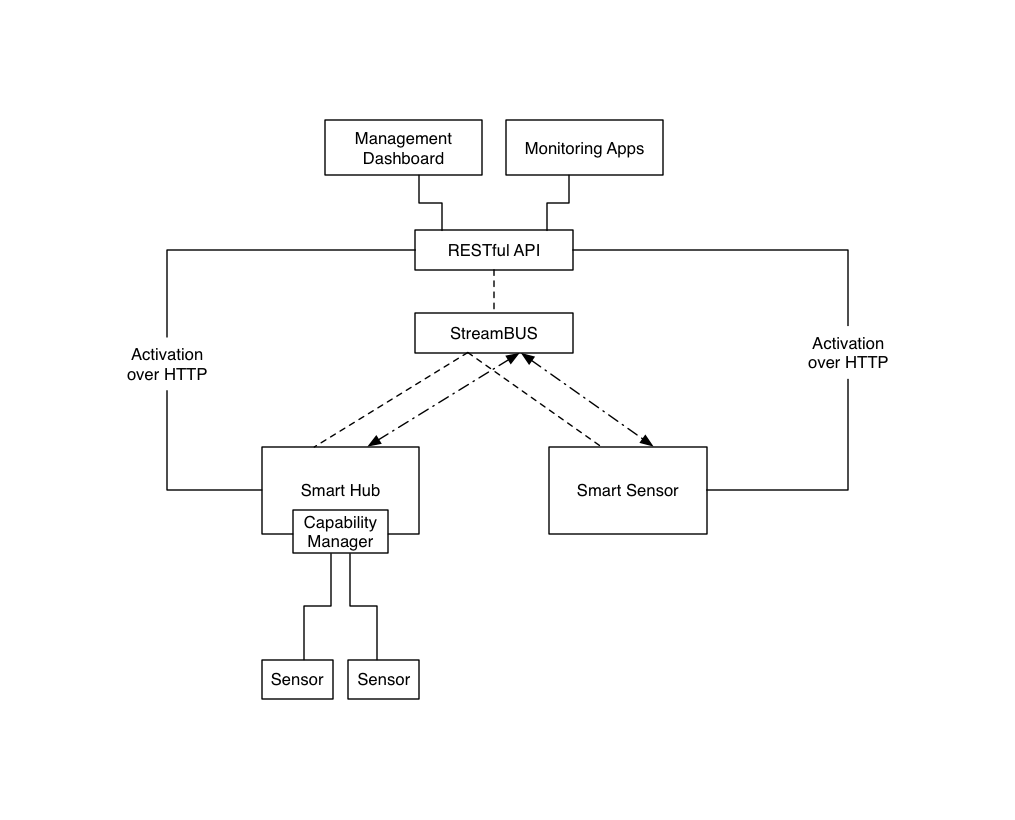 Management
Dashboard
Monitoring Apps
RESTful API
StreamBUS
Activation
over HTTP
Activation
over HTTP
Smart Hub
Smart Sensor
Capability
Manager
Sensor
Sensor